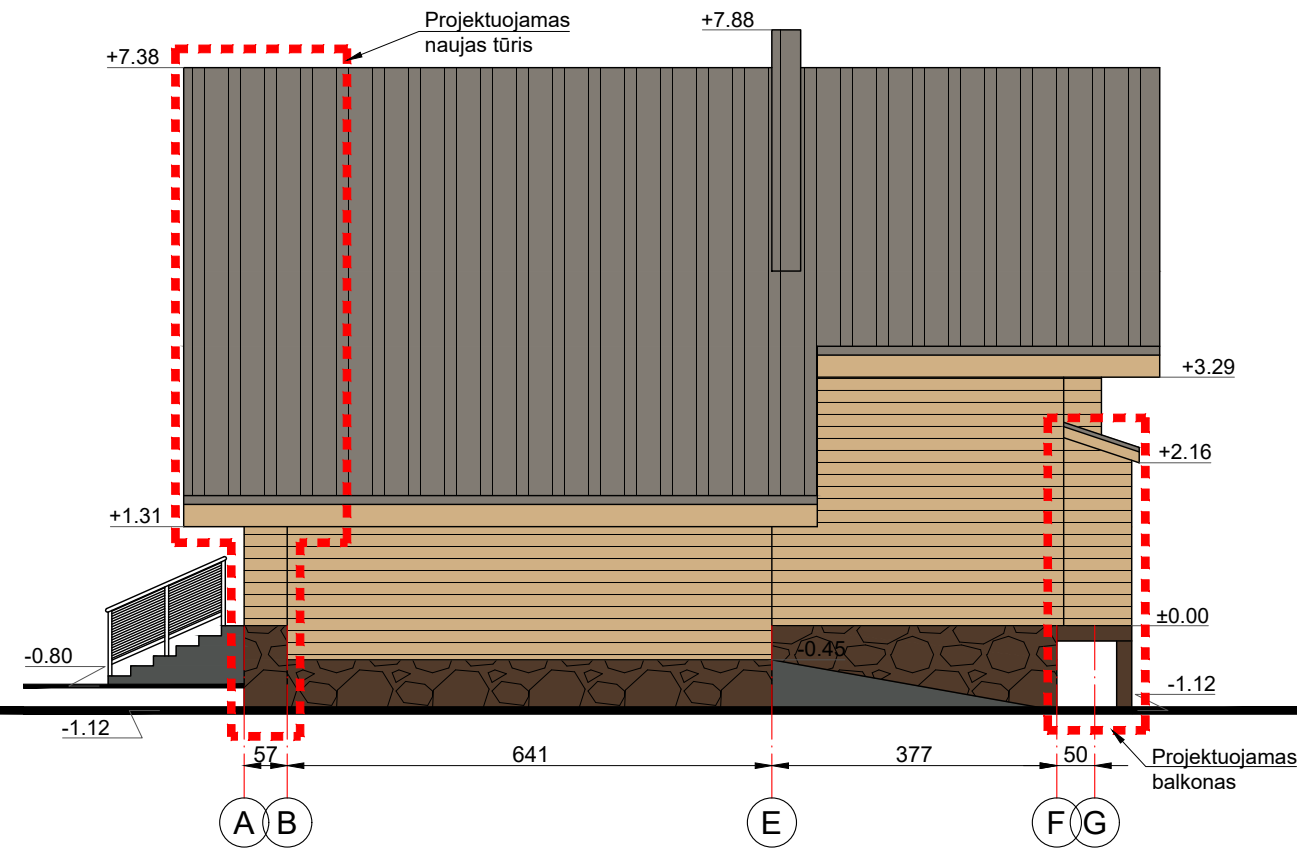 Projektuojamas
naujas tūris
+7.88
+7.38
+3.29
+2.16
+1.31
±0.00
-0.45
-0.80
-1.12
-1.12
57
641
377
50
Projektuojamas
balkonas
A
B
E
F
G